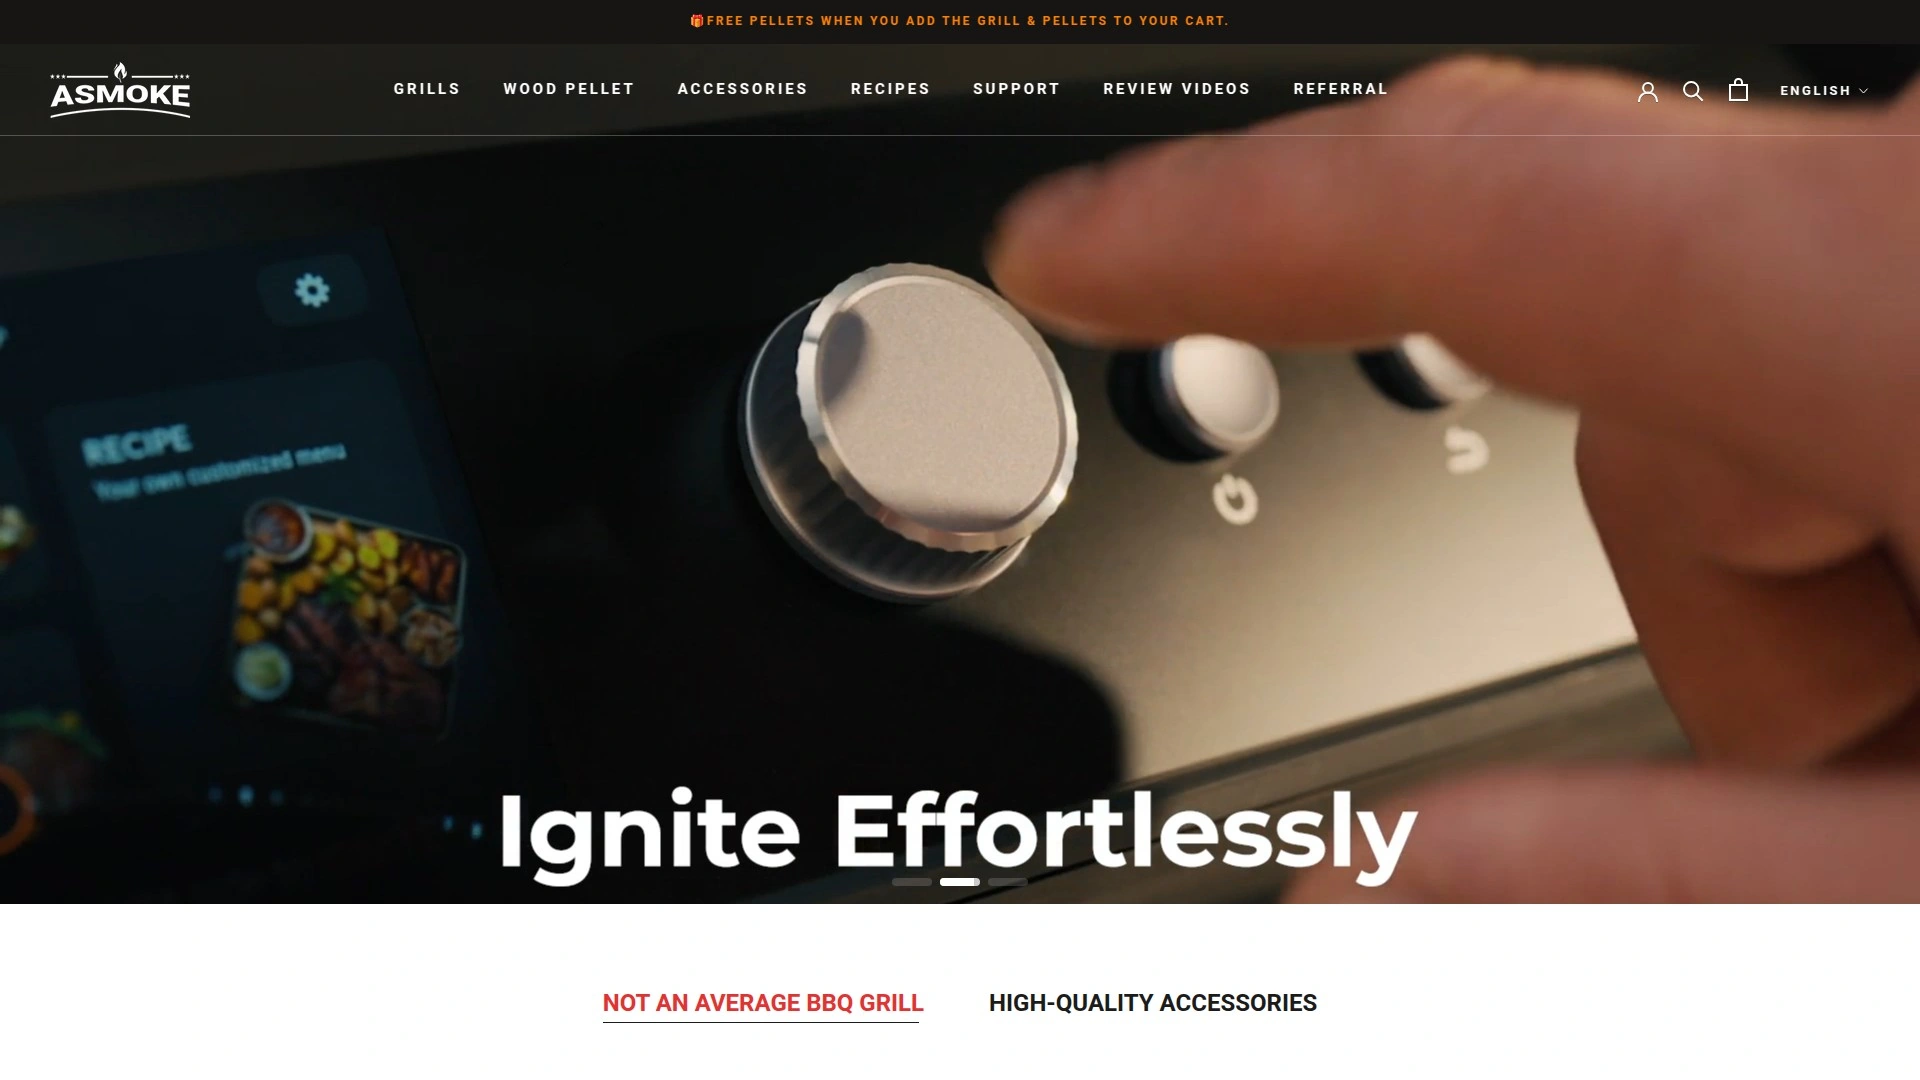 🎁FREE PELLETS WHEN YOU ADD THE GRILL & PELLETS TO YOUR CART.
ASMOKE
GRILLS WOOD PELLET ACCESSORIES RECIPES SUPPORT REVIEW VIDEOS REFERRAL
ENGLISH
RECIPE
Your own customized menu
Ignite Effortlessly
NOT AN AVERAGE BBQ GRILL HIGH-QUALITY ACCESSORIES